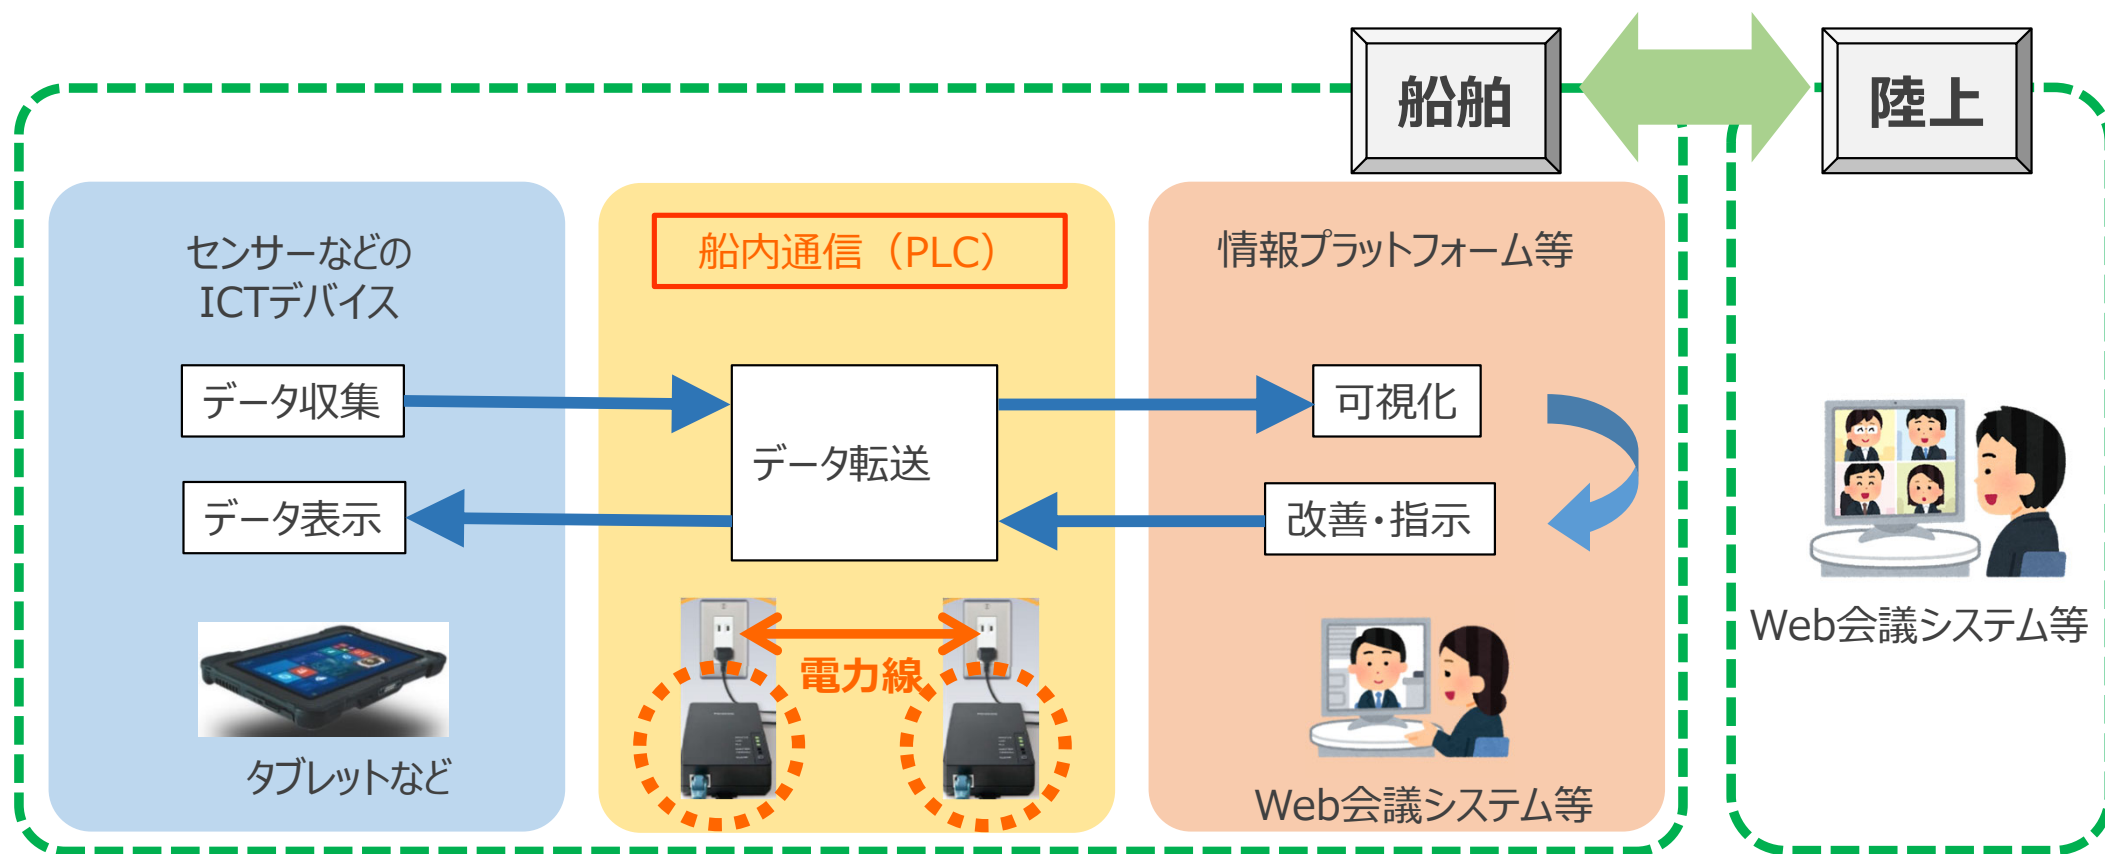 船舶
陸上
センサーなどの
ICTデバイス
船内通信（PLC）
情報プラットフォーム等
データ収集
データ転送
可視化
データ表示
改善・指示
電力線
タブレットなど
Web会議システム等
Web会議システム等